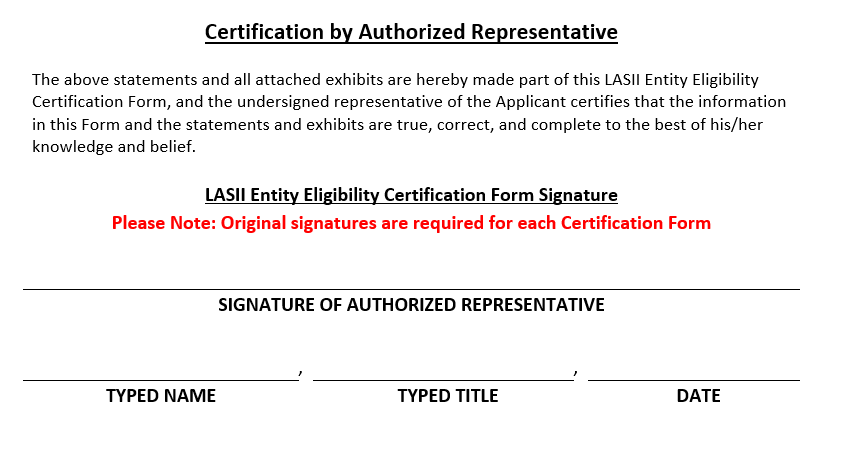 Certification by Authorized Representative
The above statements and all attached exhibits are hereby made part of this LASII Entity Eligibility
Certification Form, and the undersigned representative of the Applicant certifies that the information
in this Form and the statements and exhibits are true, correct, and complete to the best of his/her
knowledge and belief.
LASII Entity Eligibility Certification Form Signature
Please Note: Original signatures are required for each Certification Form
SIGNATURE OF AUTHORIZED REPRESENTATIVE
, ,
TYPED NAME TYPED TITLE DATE